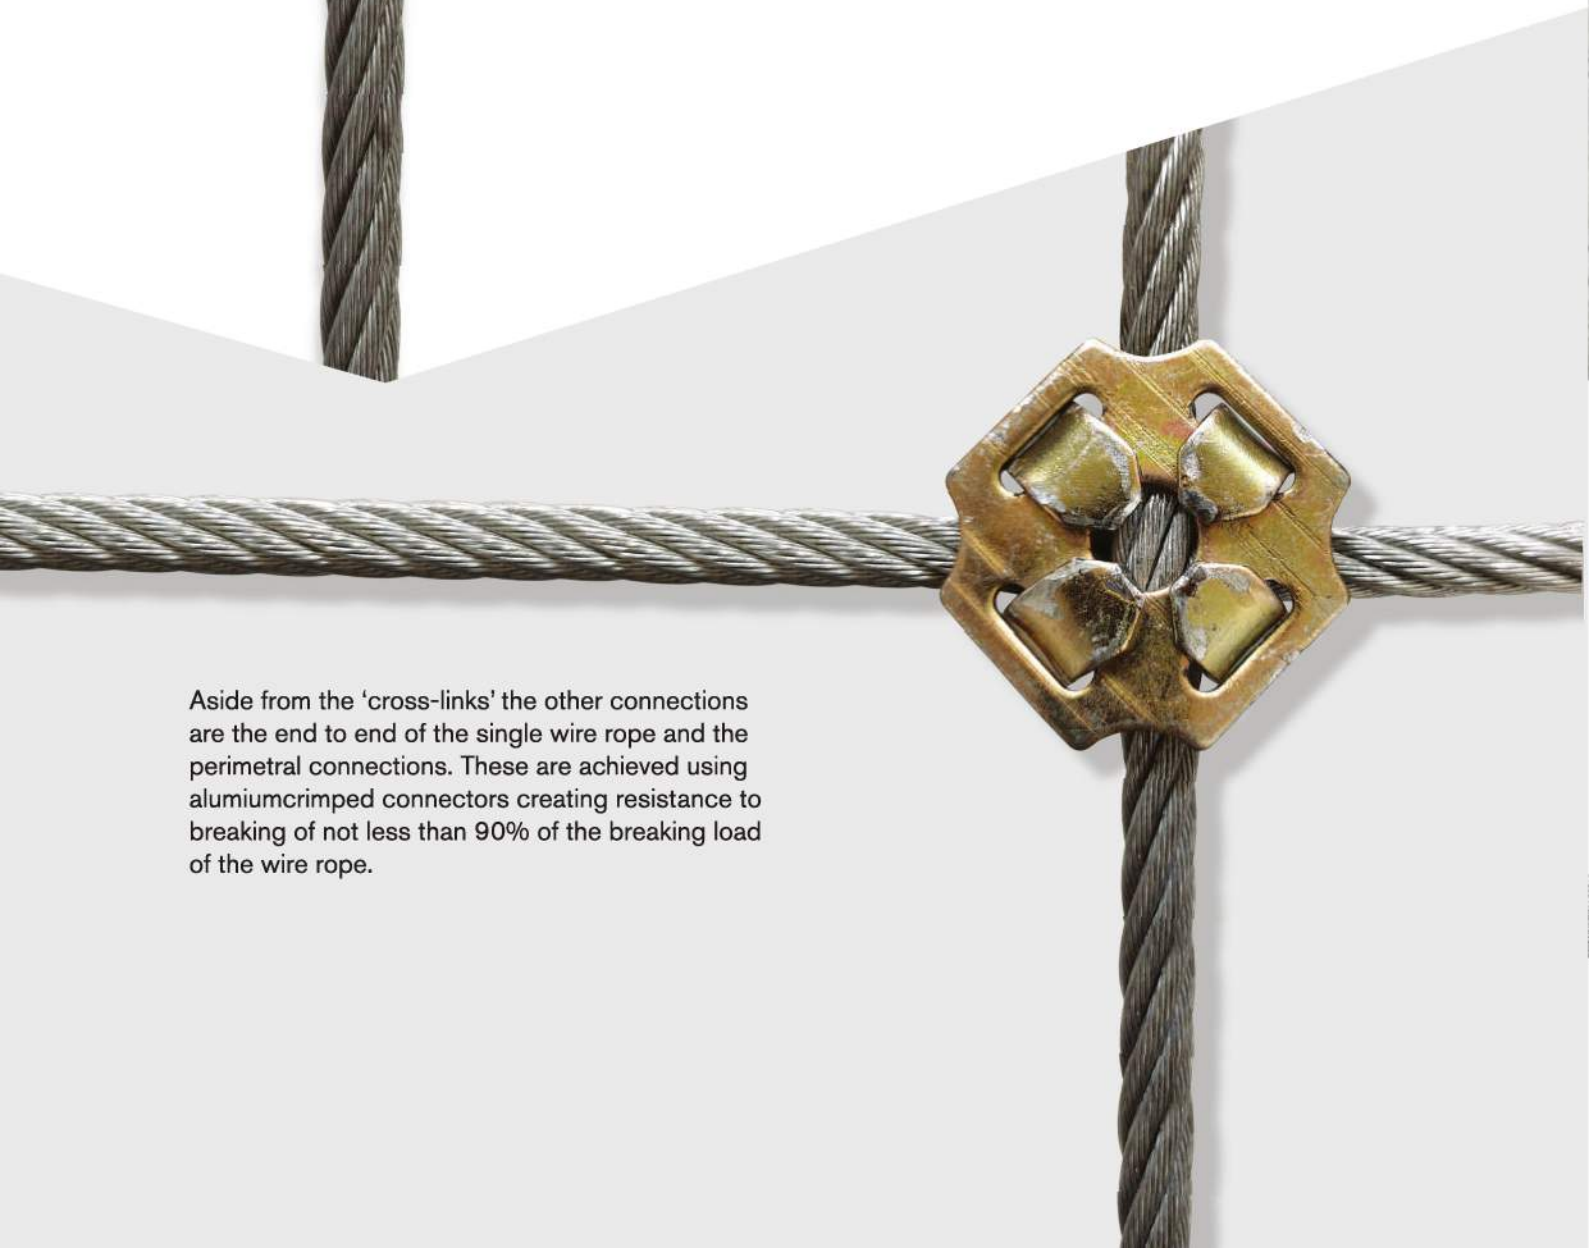 Aside from the ‘cross-links’ the other connections
are the end to end of the single wire rope and the
perimetral connections. These are achieved using
alumiumcrimped connectors creating resistance to
breaking of not less than 90% of the breaking load
of the wire rope.